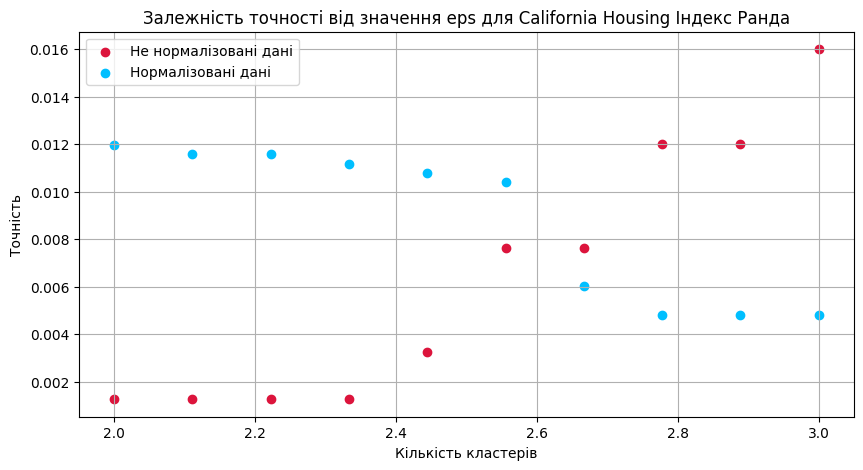 Залежність точності від значення eps для California Housing Індекс Ранда
Не нормалізовані дані
Нормалізовані дані
Точність
0.016
0.014
0.012
0.010
0.008
0.006
0.004
0.002
2.0 2.2 2.4 2.6 2.8 3.0
Кількість кластерів